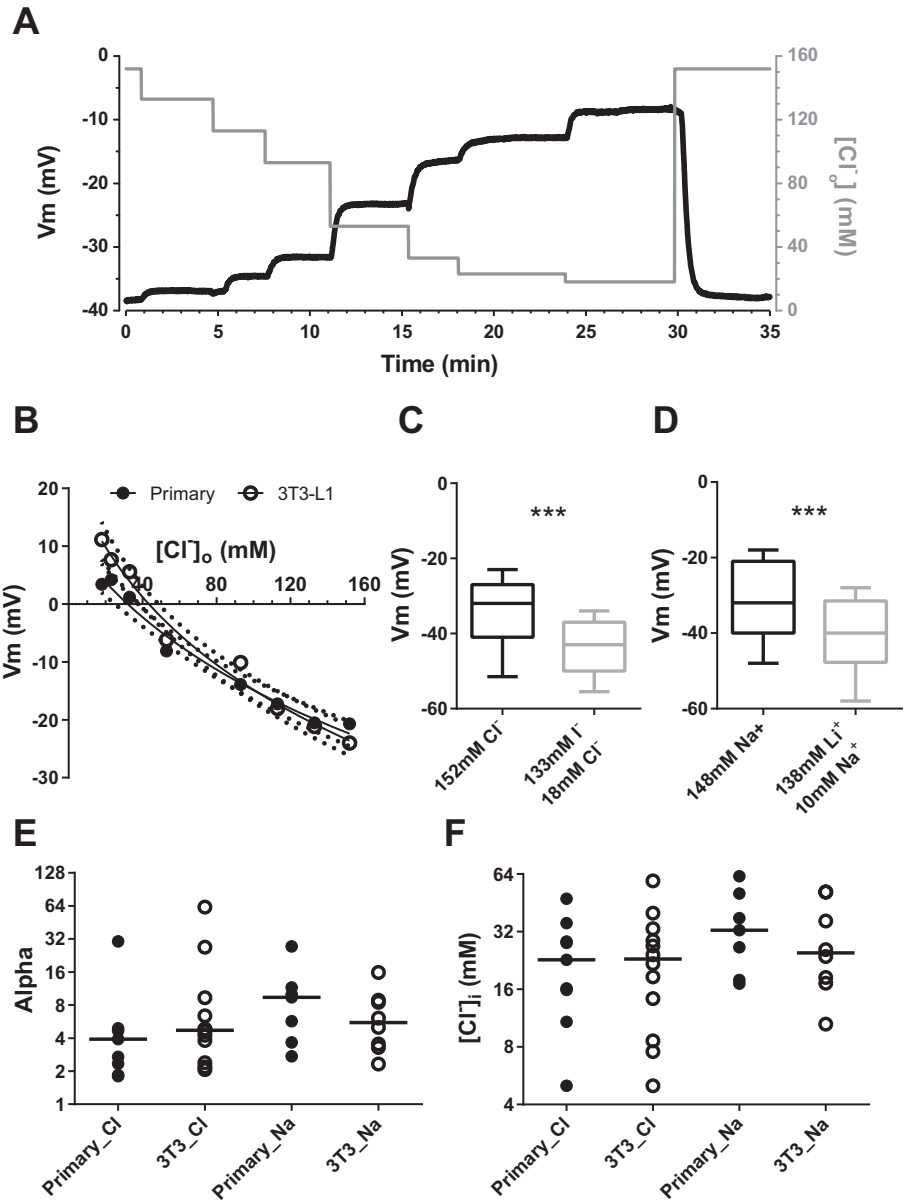 A
0
-10
-20
-30
-40
Vm (mV)
160
120
80
40
0
[Cl⁻ₒ] (mM)
0 5 10 15 20 25 30 35
Time (min)
B
Primary 3T3-L1
20
10
0
-10
-20
-30
Vm (mV)
[Cl⁻]ₒ (mM)
40 80 120 160
C
***
0
-20
-40
-60
Vm (mV)
152mM Cl⁻
133mM I⁻
18mM Cl⁻
D
***
0
-20
-40
-60
Vm (mV)
148mM Na+
138mM Li⁺
10mM Na⁺
E
128
64
32
16
8
4
2
1
Alpha
Primary_Cl
3T3_Cl
Primary_Na
3T3_Na
F
64
32
16
8
4
[Cl⁻]ᵢ (mM)
Primary_Cl
3T3_Cl
Primary_Na
3T3_Na